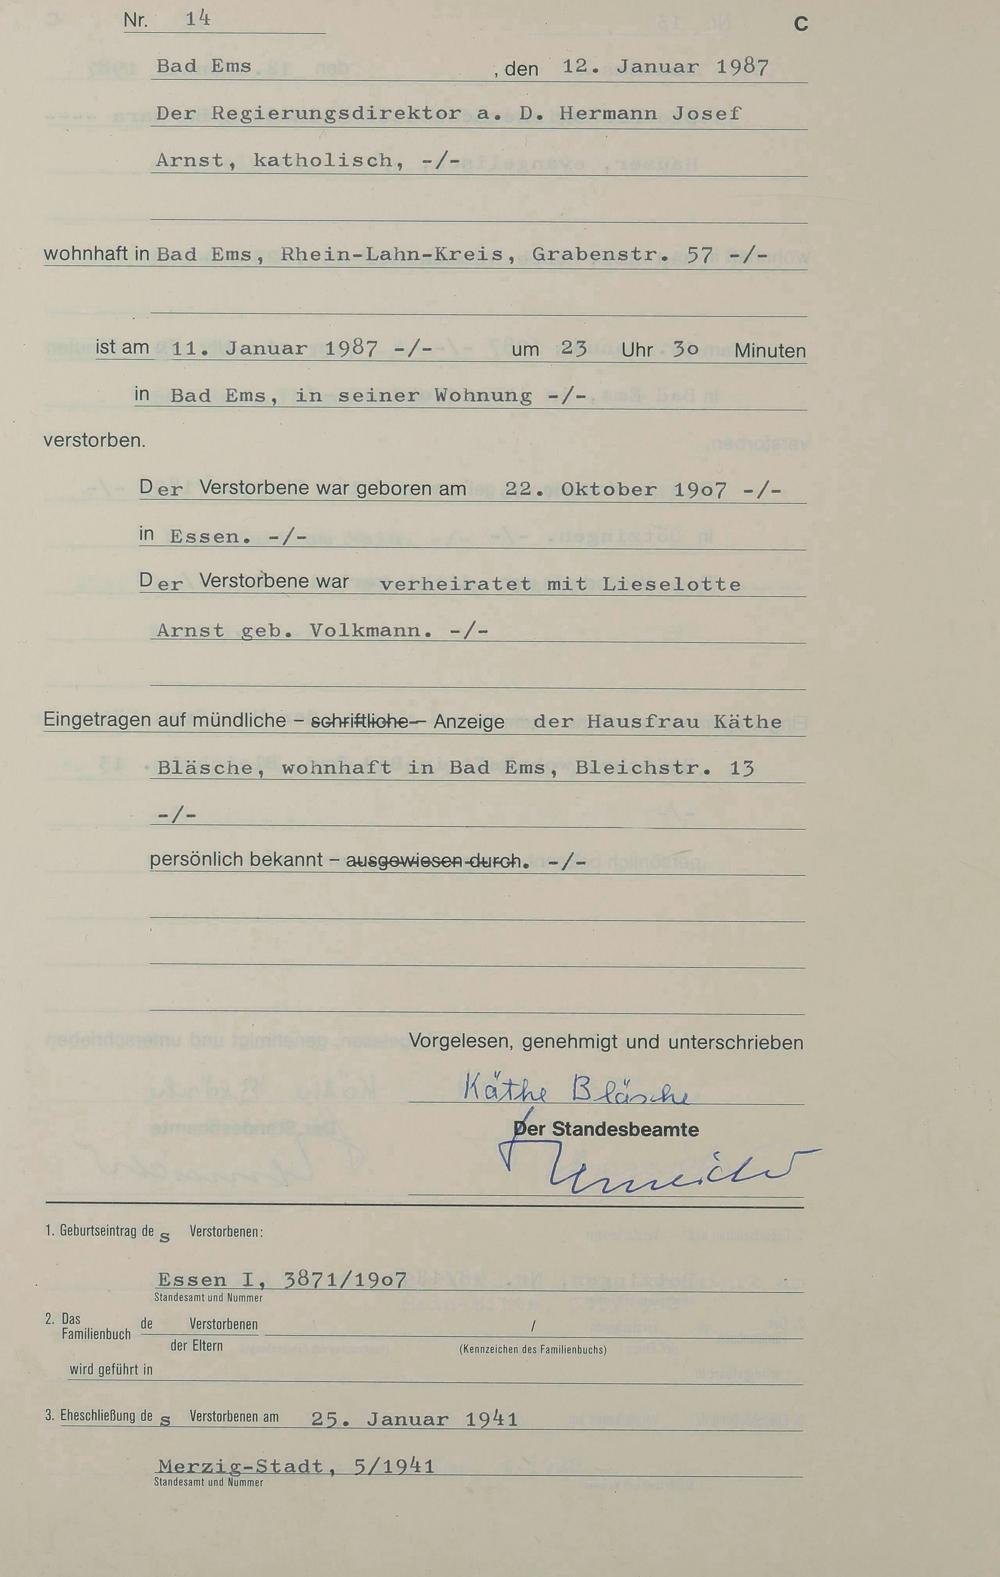 Nr. 14 C
Bad Ems , den 12. Januar 1987
Der Regierungsdirektor a. D. Hermann Josef
Arnst, katholisch, -/-
wohnhaft in Bad Ems, Rhein-Lahn-Kreis, Grabenstr. 57 -/-
ist am 11. Januar 1987 -/- um 23 Uhr 3o Minuten
in Bad Ems, in seiner Wohnung -/-
verstorben.
Der Verstorbene war geboren am 22. Oktober 19o7 -/-
in Essen. -/-
Der Verstorbene war verheiratet mit Lieselotte
Arnst geb. Volkmann. -/-
Eingetragen auf mündliche – schriftliche – Anzeige der Hausfrau Käthe
Bläsche, wohnhaft in Bad Ems, Bleichstr. 13
-/-
persönlich bekannt – ausgewiesen durch. -/-
Vorgelesen, genehmigt und unterschrieben
Käthe Bläsche
Der Standesbeamte
1. Geburtseintrag des Verstorbenen:
Essen I, 3871/19o7
Standesamt und Nummer
2. Das Familienbuch de Verstorbenen /
der Eltern (Kennzeichen des Familienbuchs)
wird geführt in
3. Eheschließung des Verstorbenen am 25. Januar 1941
Merzig-Stadt, 5/1941
Standesamt und Nummer